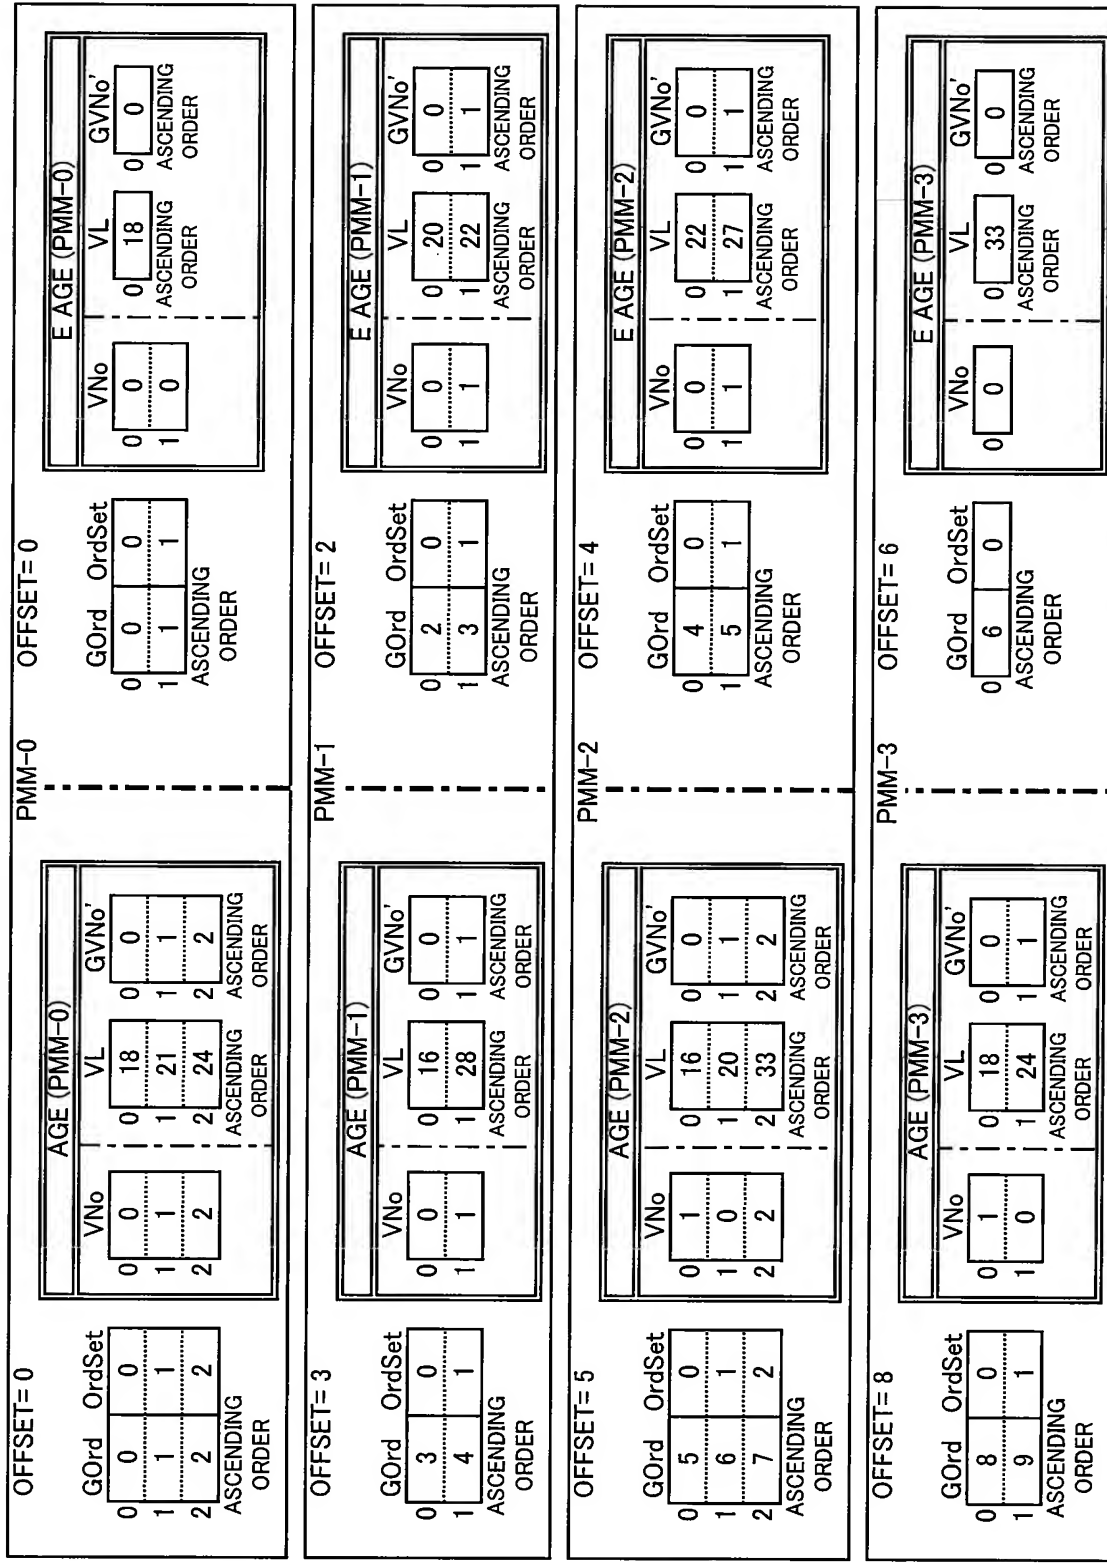 PMM-0
OFFSET= 0
GOrd OrdSet
0 0 0
1 1 1
2 2 2
ASCENDING
ORDER
AGE (PMM-0)
VNo VL GVNo'
0 0 0 18 0 0
1 1 1 21 1 1
2 2 2 24 2 2
ASCENDING ASCENDING
ORDER ORDER
OFFSET= 0
GOrd OrdSet
0 0 0
1 1 1
ASCENDING
ORDER
E AGE (PMM-0)
VNo VL GVNo'
0 0 0 18 0 0
1 0
ASCENDING ASCENDING
ORDER ORDER
PMM-1
OFFSET= 3
GOrd OrdSet
0 3 0
1 4 1
ASCENDING
ORDER
AGE (PMM-1)
VNo VL GVNo'
0 0 0 16 0 0
1 1 1 28 1 1
ASCENDING ASCENDING
ORDER ORDER
OFFSET= 2
GOrd OrdSet
0 2 0
1 3 1
ASCENDING
ORDER
E AGE (PMM-1)
VNo VL GVNo'
0 0 0 20 0 0
1 1 1 22 1 1
ASCENDING ASCENDING
ORDER ORDER
PMM-2
OFFSET= 5
GOrd OrdSet
0 5 0
1 6 1
2 7 2
ASCENDING
ORDER
AGE (PMM-2)
VNo VL GVNo'
0 1 0 16 0 0
1 0 1 20 1 1
2 2 2 33 2 2
ASCENDING ASCENDING
ORDER ORDER
OFFSET= 4
GOrd OrdSet
0 4 0
1 5 1
ASCENDING
ORDER
E AGE (PMM-2)
VNo VL GVNo'
0 0 0 22 0 0
1 1 1 27 1 1
ASCENDING ASCENDING
ORDER ORDER
PMM-3
OFFSET= 8
GOrd OrdSet
0 8 0
1 9 1
ASCENDING
ORDER
AGE (PMM-3)
VNo VL GVNo'
0 1 0 18 0 0
1 0 1 24 1 1
ASCENDING ASCENDING
ORDER ORDER
OFFSET= 6
GOrd OrdSet
0 6 0
ASCENDING
ORDER
E AGE (PMM-3)
VNo VL GVNo'
0 0 0 33 0 0
ASCENDING ASCENDING
ORDER ORDER